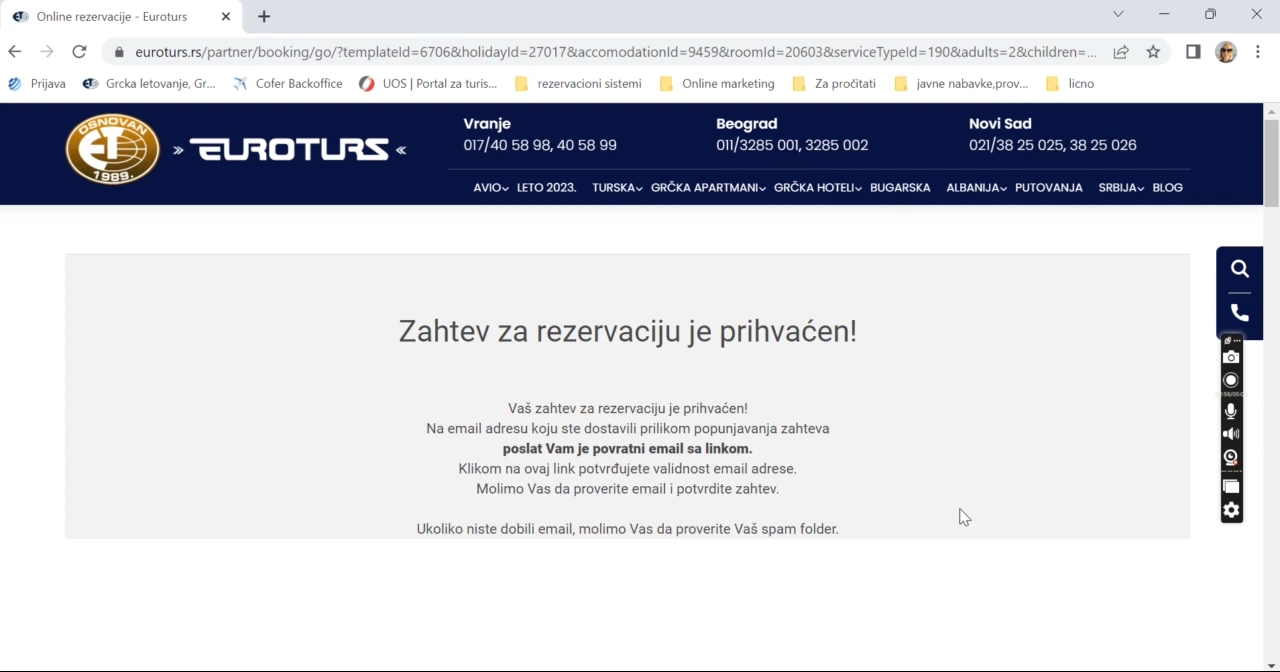 Online rezervacije - Euroturs
euroturs.rs/partner/booking/go/?templateId=6706&holidayId=27017&accomodationId=9459&roomId=20603&serviceTypeId=190&adults=2&children=...
Prijava
Grcka letovanje, Gr...
Cofer Backoffice
UOS | Portal za turis...
rezervacioni sistemi
Online marketing
Za pročitati
javne nabavke,prov...
licno
OSNOVAN
ET
1989.
» EUROTURS «
Vranje
017/40 58 98, 40 58 99
Beograd
011/3285 001, 3285 002
Novi Sad
021/38 25 025, 38 25 026
AVIO LETO 2023. TURSKA GRČKA APARTMANI GRČKA HOTELI BUGARSKA ALBANIJA PUTOVANJA SRBIJA BLOG
Zahtev za rezervaciju je prihvaćen!
Vaš zahtev za rezervaciju je prihvaćen!
Na email adresu koju ste dostavili prilikom popunjavanja zahteva
poslat Vam je povratni email sa linkom.
Klikom na ovaj link potvrđujete validnost email adrese.
Molimo Vas da proverite email i potvrdite zahtev.
Ukoliko niste dobili email, molimo Vas da proverite Vaš spam folder.